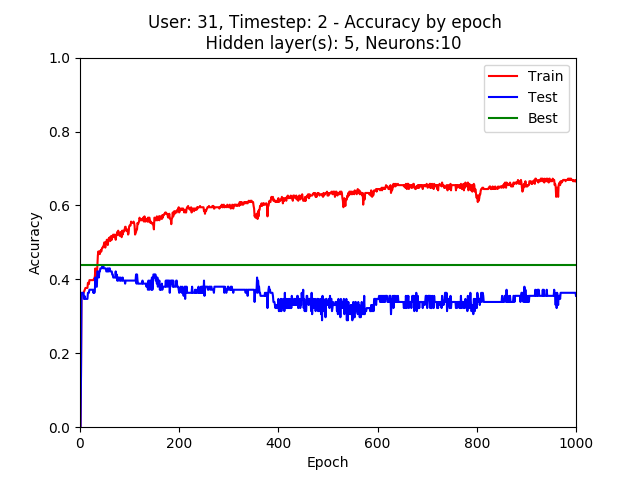 User: 31, Timestep: 2 - Accuracy by epoch
Hidden layer(s): 5, Neurons:10
1.0
0.8
0.6
0.4
0.2
0.0
Accuracy
Train
Test
Best
0 200 400 600 800 1000
Epoch